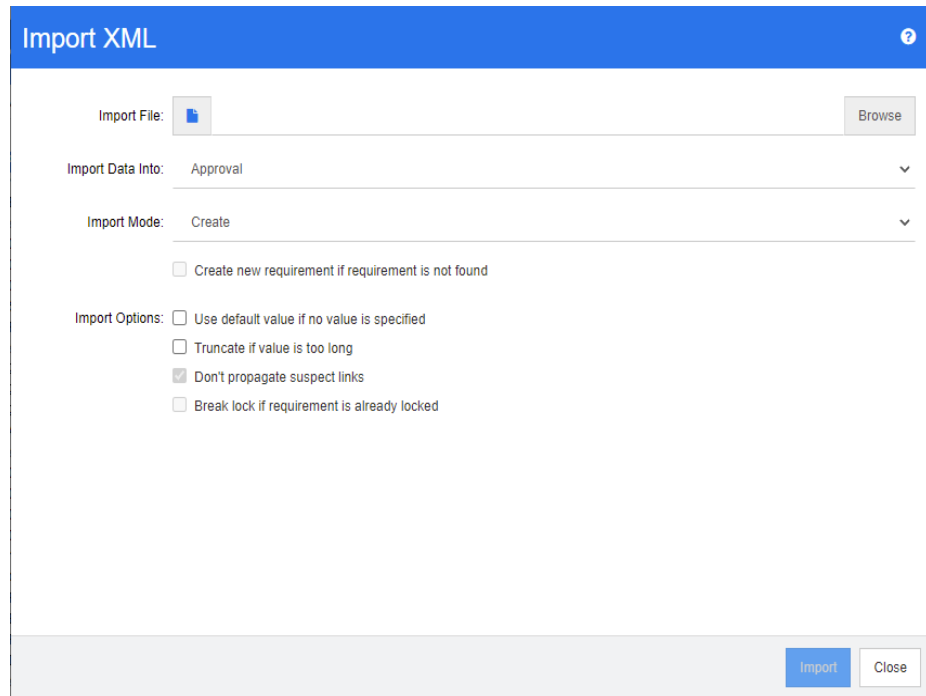 Import XML
Import File:
Browse
Import Data Into: Approval
Import Mode: Create
Create new requirement if requirement is not found
Import Options: Use default value if no value is specified
Truncate if value is too long
Don't propagate suspect links
Break lock if requirement is already locked
Import Close